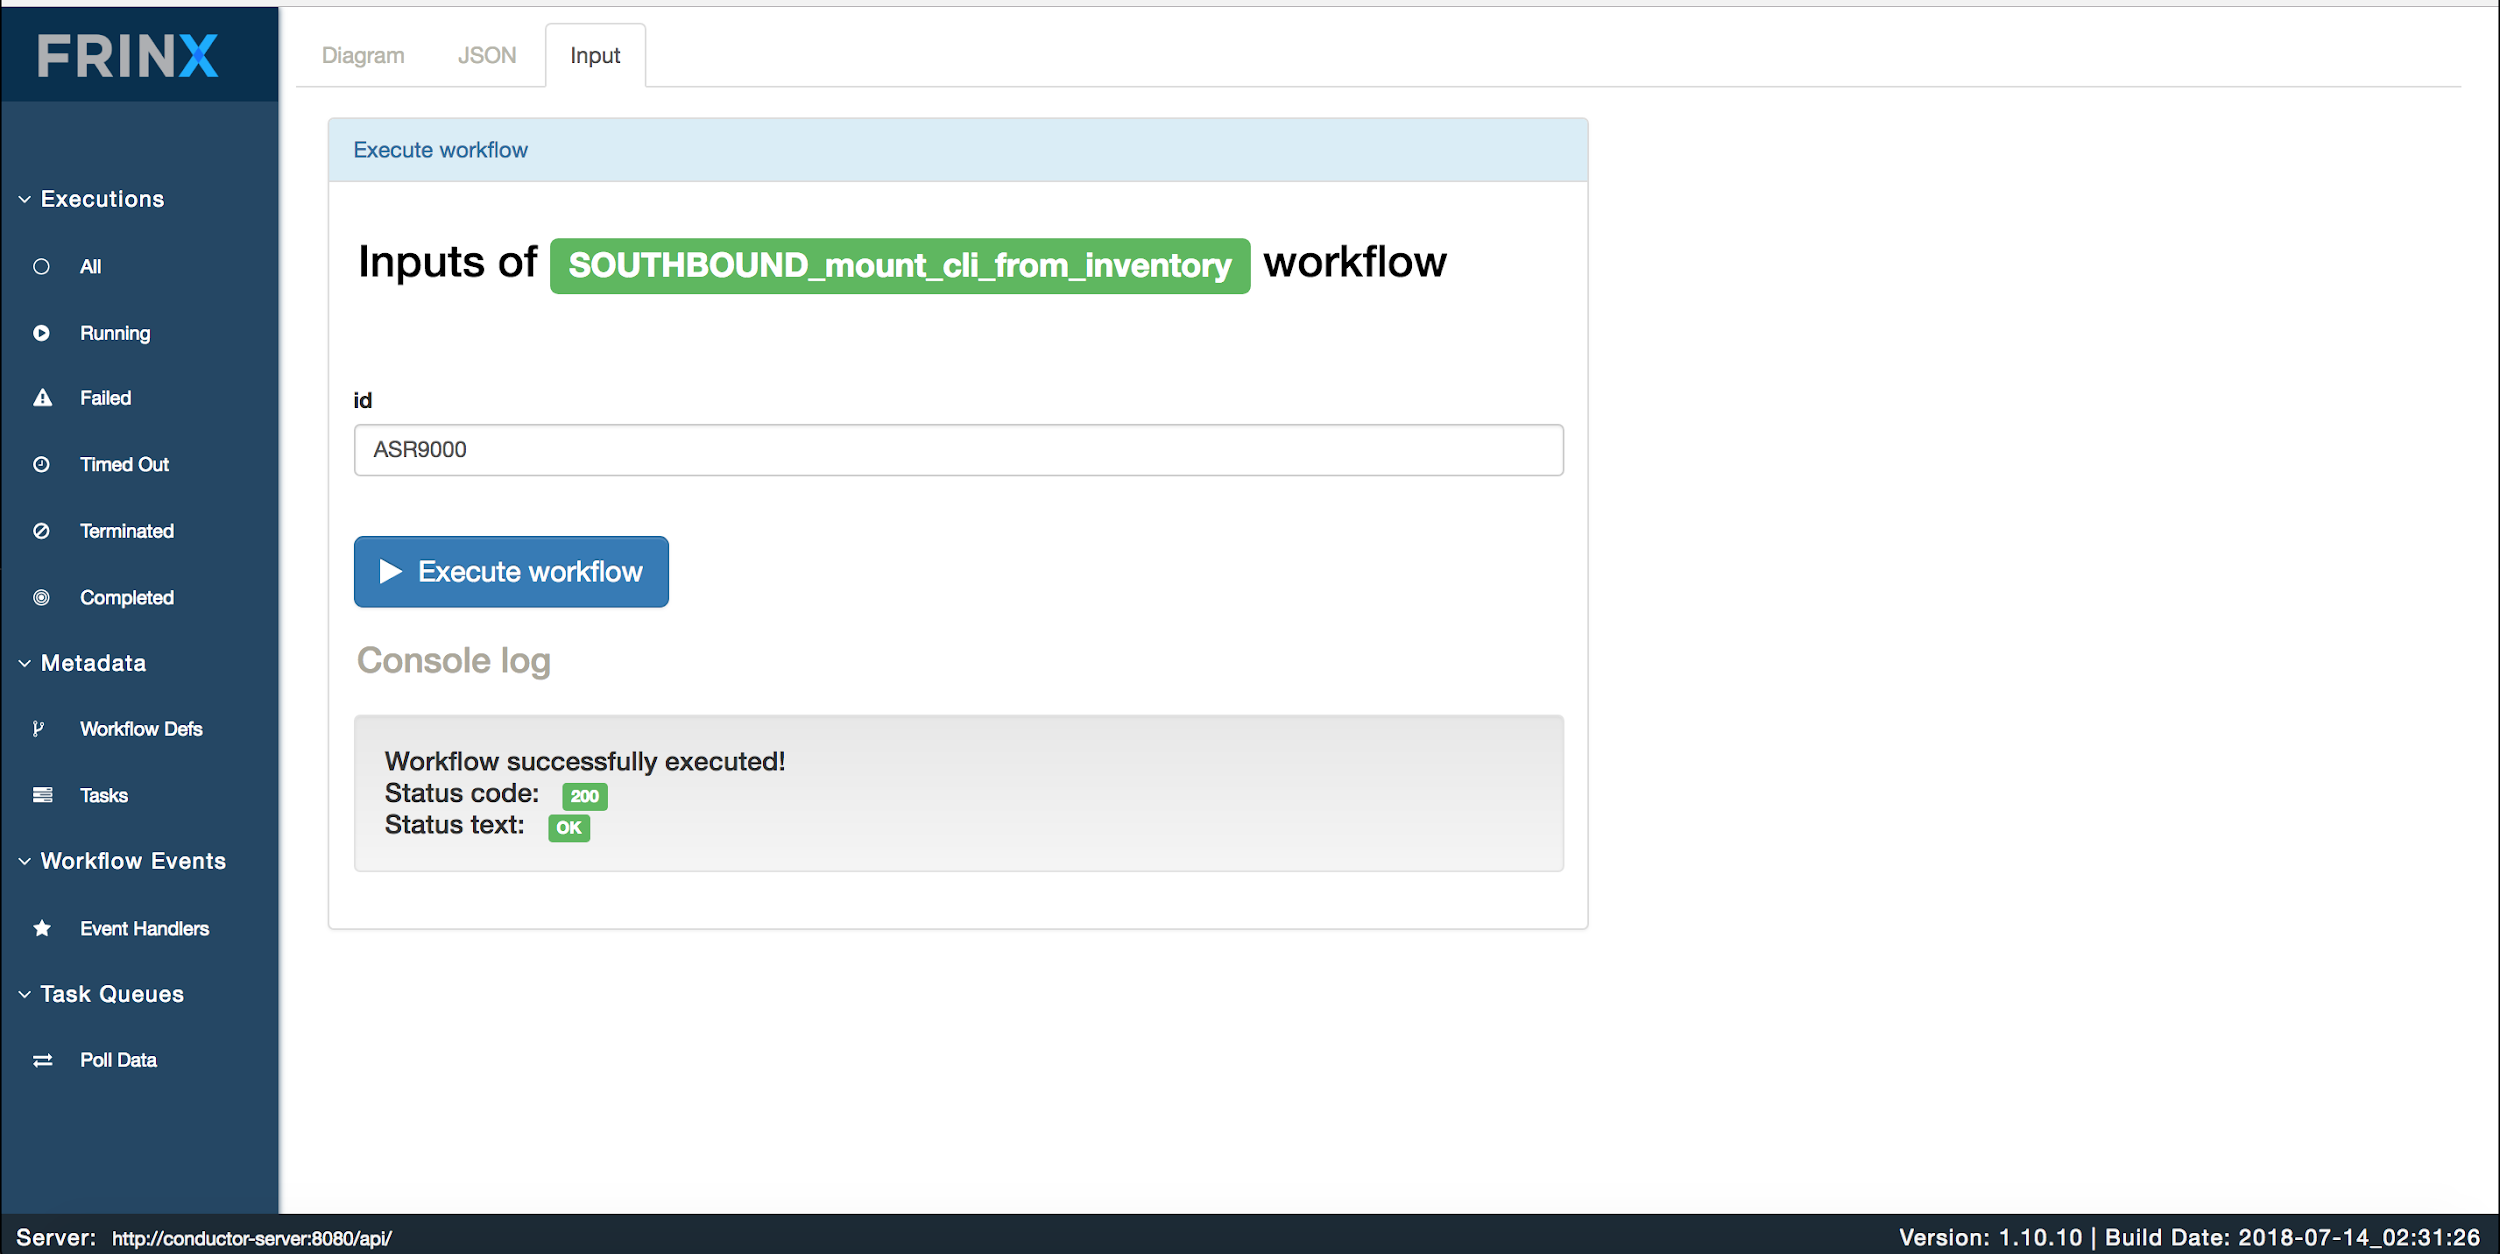 FRINX
Diagram JSON Input
Execute workflow
Executions
All
Running
Failed
Timed Out
Terminated
Completed
Metadata
Workflow Defs
Tasks
Workflow Events
Event Handlers
Task Queues
Poll Data
Inputs of SOUTHBOUND_mount_cli_from_inventory workflow
id
ASR9000
Execute workflow
Console log
Workflow successfully executed!
Status code: 200
Status text: OK
Server: http://conductor-server:8080/api/
Version: 1.10.10 | Build Date: 2018-07-14_02:31:26